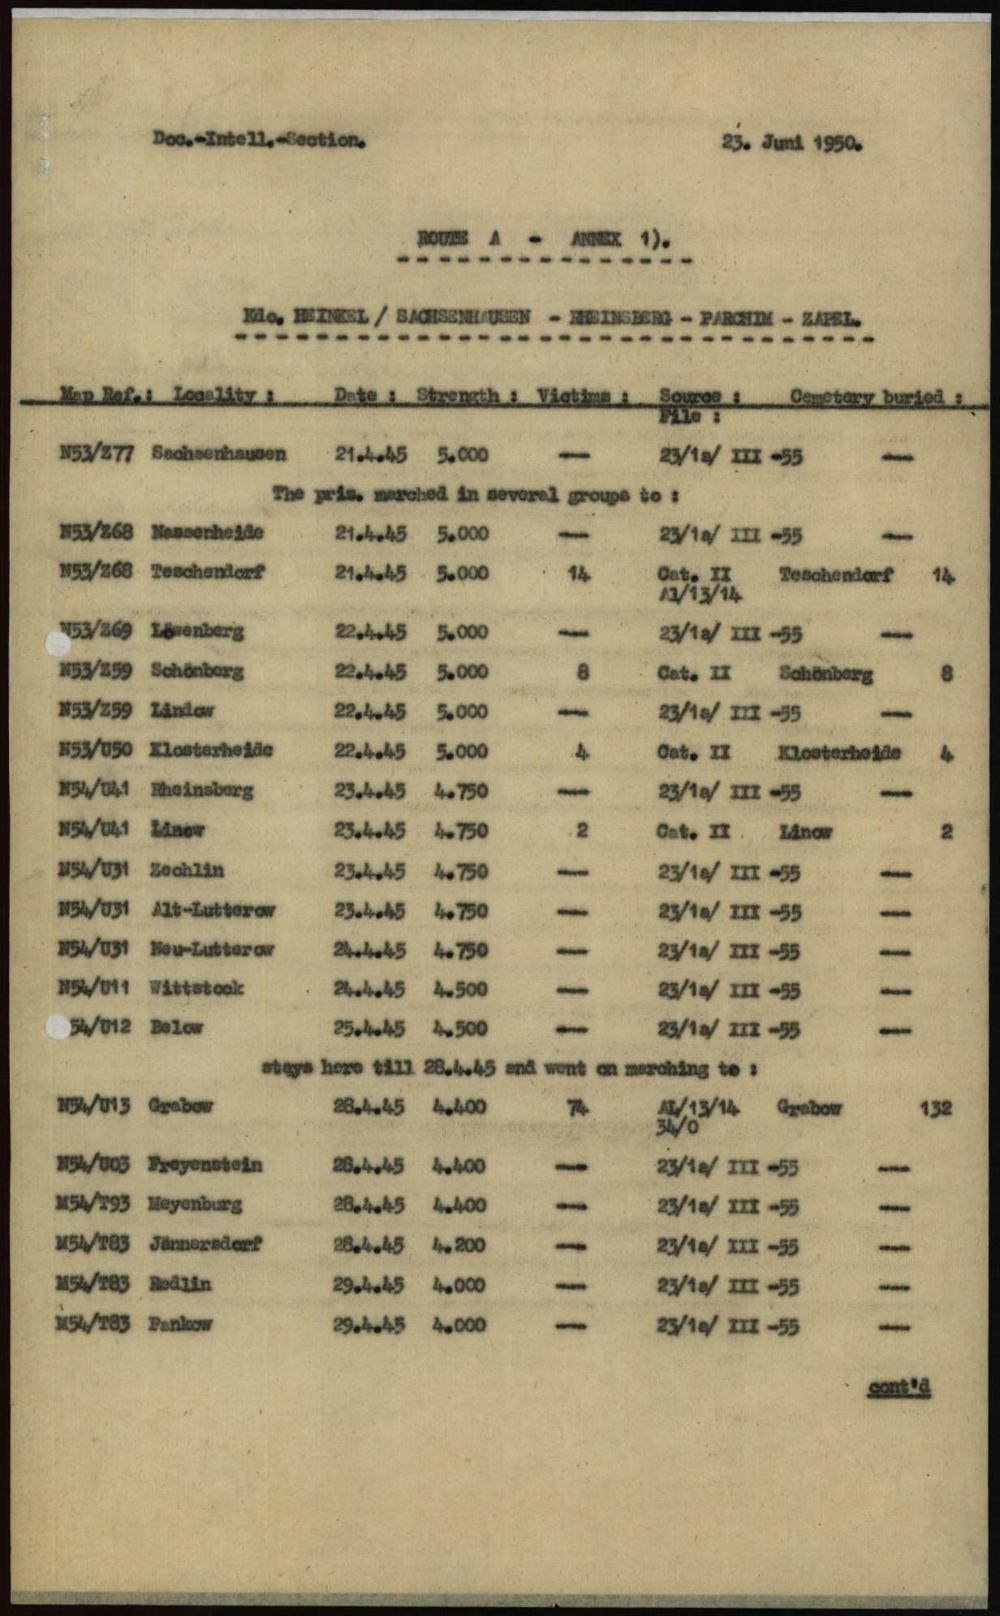 Doc.-Intell.-Section. 23. Juni 1950.
ROUTE A - ANNEX 1).
Kdo. HEINKEL / SACHSENHAUSEN - RHEINSBERG - PARCHIM - ZAPEL.
Map Ref.: Locality : Date : Strength : Victims : Source : Cemetery buried :
File :
N53/Z77 Sachsenhausen 21.4.45 5.000 — 23/1a/ III -55 —
The pris. marched in several groups to :
N53/Z68 Nassenheide 21.4.45 5.000 — 23/1a/ III -55 —
N53/Z68 Teschendorf 21.4.45 5.000 14 Cat. II Teschendorf 14
Al/13/14
N53/Z69 Löwenberg 22.4.45 5.000 — 23/1a/ III -55 —
N53/Z59 Schönberg 22.4.45 5.000 8 Cat. II Schönberg 8
N53/Z59 Lindow 22.4.45 5.000 — 23/1a/ III -55 —
N53/U50 Klosterheide 22.4.45 5.000 4 Cat. II Klosterheide 4
N54/U41 Rheinsberg 23.4.45 4.750 — 23/1a/ III -55 —
N54/U41 Linow 23.4.45 4.750 2 Cat. II Linow 2
N54/U31 Zechlin 23.4.45 4.750 — 23/1a/ III -55 —
N54/U31 Alt-Lutterow 23.4.45 4.750 — 23/1a/ III -55 —
N54/U31 Neu-Lutterow 24.4.45 4.750 — 23/1a/ III -55 —
N54/U11 Wittstock 24.4.45 4.500 — 23/1a/ III -55 —
54/U12 Below 25.4.45 4.500 — 23/1a/ III -55 —
stays here till 28.4.45 and went on marching to :
N54/U13 Grabow 28.4.45 4.400 74 AL/13/14 Grabow 132
34/0
N54/U03 Freyenstein 28.4.45 4.400 — 23/1a/ III -55 —
M54/T93 Meyenburg 28.4.45 4.400 — 23/1a/ III -55 —
M54/T83 Jännersdorf 28.4.45 4.200 — 23/1a/ III -55 —
M54/T83 Redlin 29.4.45 4.000 — 23/1a/ III -55 —
M54/T83 Pankow 29.4.45 4.000 — 23/1a/ III -55 —
cont'd